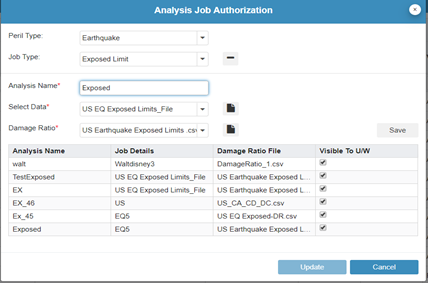 Analysis Job Authorization
Peril Type: Earthquake
Job Type: Exposed Limit
Analysis Name* Exposed
Select Data* US EQ Exposed Limits_File
Damage Ratio* US Earthquake Exposed Limits .csv Save
Analysis Name Job Details Damage Ratio File Visible To U/W
walt Waltdisney3 DamageRatio_1.csv
TestExposed US EQ Exposed Limits_File US Earthquake Exposed L...
EX US EQ Exposed Limits_File US Earthquake Exposed L...
EX_46 US US_CA_CD_DC.csv
Ex_45 EQ5 US EQ Exposed-DR.csv
Exposed EQ5 US Earthquake Exposed L...
Update Cancel